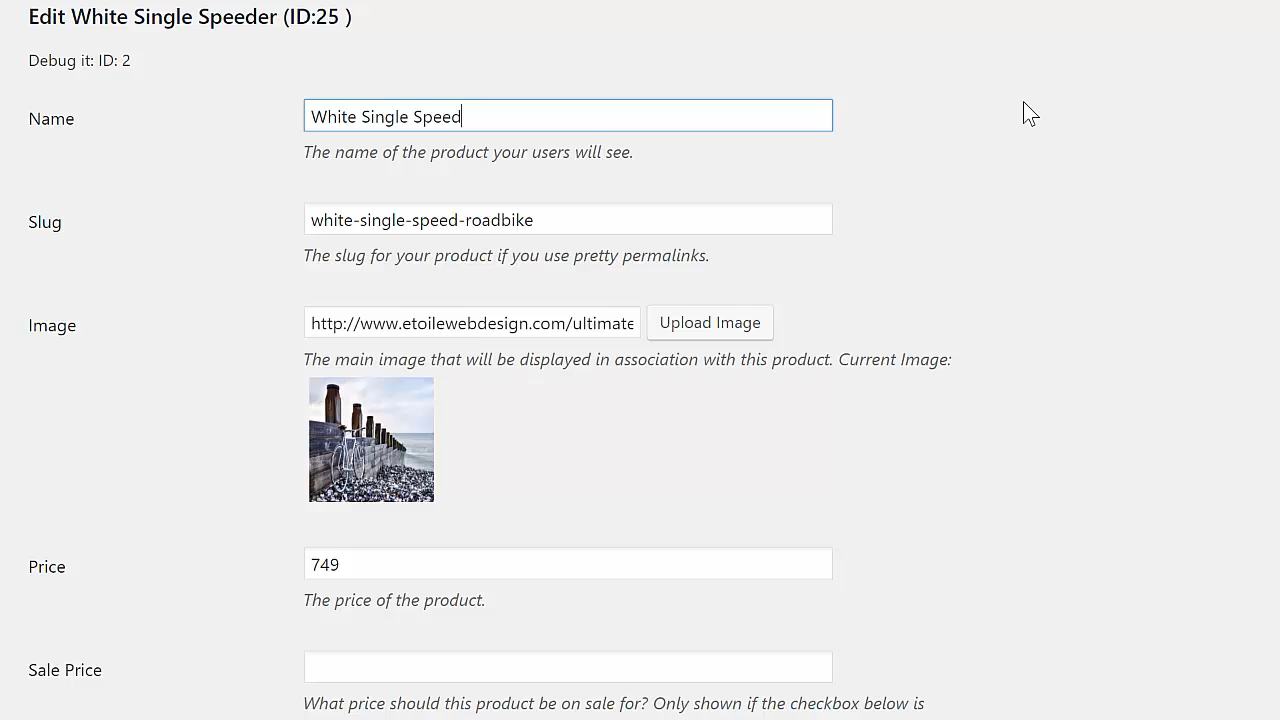 Edit White Single Speeder (ID:25 )
Debug it: ID: 2
Name
White Single Speed
The name of the product your users will see.
Slug
white-single-speed-roadbike
The slug for your product if you use pretty permalinks.
Image
http://www.etoilewebdesign.com/ultimate
Upload Image
The main image that will be displayed in association with this product. Current Image:
Price
749
The price of the product.
Sale Price
What price should this product be on sale for? Only shown if the checkbox below is